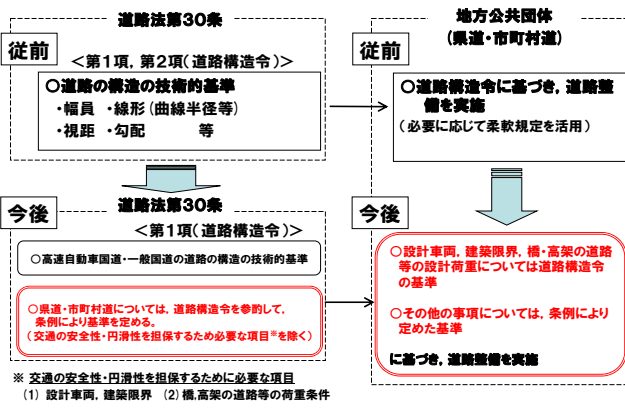 道路法第30条
従前
＜第1項，第2項（道路構造令）＞
○道路の構造の技術的基準
・幅員　・線形（曲線半径等）
・視距　・勾配　　　等
地方公共団体
（県道・市町村道）
従前
○道路構造令に基づき，道路整
備を実施
（必要に応じて柔軟規定を活用）
今後
道路法第30条
＜第1項（道路構造令）＞
○高速自動車国道・一般国道の道路の構造の技術的基準
○県道・市町村道については，道路構造令を参酌して，
条例により基準を定める。
（交通の安全性・円滑性を担保するため必要な項目※を除く）
今後
○設計車両，建築限界，橋・高架の道路
等の設計荷重については道路構造令
の基準
○その他の事項については，条例により
定めた基準
に基づき，道路整備を実施
※ 交通の安全性・円滑性を担保するために必要な項目
(1) 設計車両，建築限界　(2) 橋,高架の道路等の荷重条件